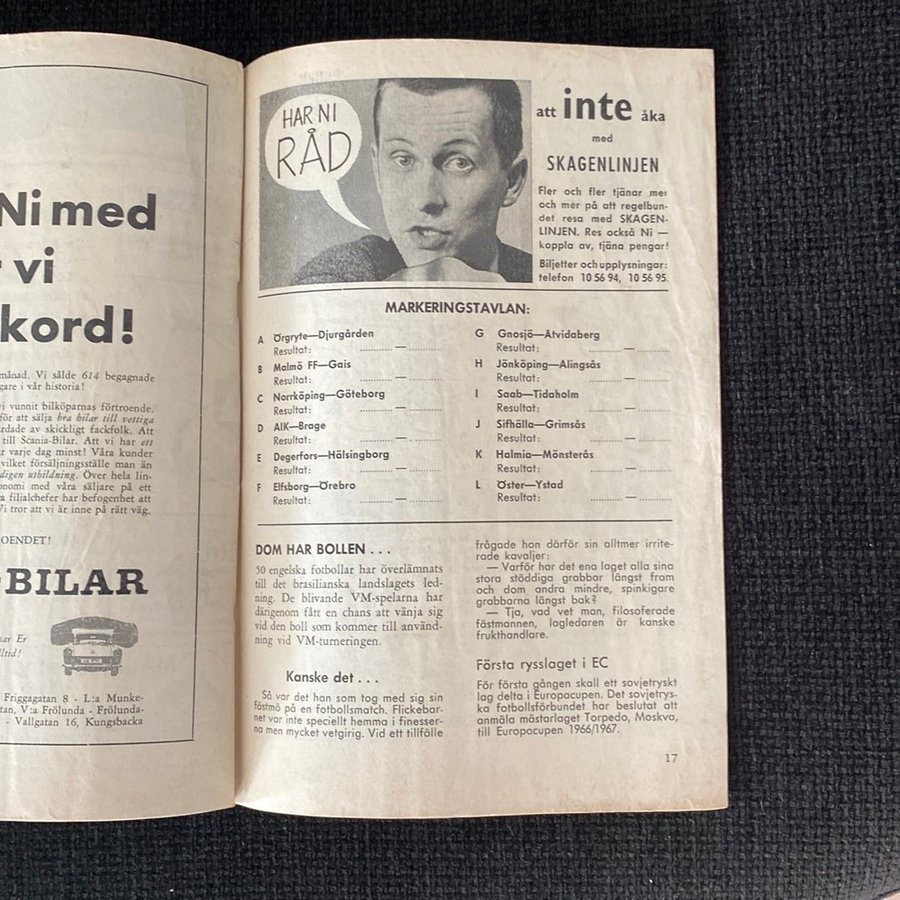 Ni med
vi
kord!
månad. Vi sålde 614 begagnade
gare i vår historia!
vi vunnit bilköparnas förtroende.
för att sälja bra bilar till vettiga
ärdade av skickligt fackfolk. Att
till Scania-Bilar. Att vi har ett
varje dag minst! Våra kunder
vilket försäljningsställe man än
digen utbildning. Över hela lin-
onomi med våra säljare på ett
a filialchefer har befogenhet att
Vi tror att vi är inne på rätt väg.
OENDET!
-BILAR
ar Er
lltid!
Friggagatan 8 - L:a Munke-
tan, V:a Frölunda - Frölunda-
- Vallgatan 16, Kungsbacka
HAR NI
RÅD
att inte åka
med
SKAGENLINJEN
Fler och fler tjänar mer
och mer på att regelbun-
det resa med SKAGEN-
LINJEN. Res också Ni —
koppla av, tjäna pengar!
Biljetter och upplysningar:
telefon 10 56 94, 10 56 95.
MARKERINGSTAVLAN:
A Örgryte—Djurgården
Resultat: .......... — ..........
B Malmö FF—Gais
Resultat: .......... — ..........
C Norrköping—Göteborg
Resultat: .......... — ..........
D AIK—Brage
Resultat: .......... — ..........
E Degerfors—Hälsingborg
Resultat: .......... — ..........
F Elfsborg—Örebro
Resultat: .......... — ..........
G Gnosjö—Åtvidaberg
Resultat: .......... — ..........
H Jönköping—Alingsås
Resultat: .......... — ..........
I Saab—Tidaholm
Resultat: .......... — ..........
J Sifhälla—Grimsås
Resultat: .......... — ..........
K Halmia—Mönsterås
Resultat: .......... — ..........
L Öster—Ystad
Resultat: .......... — ..........
DOM HAR BOLLEN . . .
50 engelska fotbollar har överlämnats
till det brasilianska landslagets led-
ning. De blivande VM-spelarna har
därigenom fått en chans att vänja sig
vid den boll som kommer till använd-
ning vid VM-turneringen.
Kanske det . . .
Så var det han som tog med sig sin
fästmö på en fotbollsmatch. Flickebar-
net var inte speciellt hemma i finesser-
na men mycket vetgirig. Vid ett tillfälle
frågade hon därför sin alltmer irrite-
rade kavaljer:
— Varför har det ena laget alla sina
stora stöddiga grabbar längst fram
och dom andra mindre, spinkigare
grabbarna längst bak?
— Tja, vad vet man, filosoferade
fästmannen, lagledaren är kanske
frukthandlare.
Första rysslaget i EC
För första gången skall ett sovjetryskt
lag delta i Europacupen. Det sovjetrys-
ka fotbollsförbundet har beslutat att
anmäla mästarlaget Torpedo, Moskva,
till Europacupen 1966/1967.
17